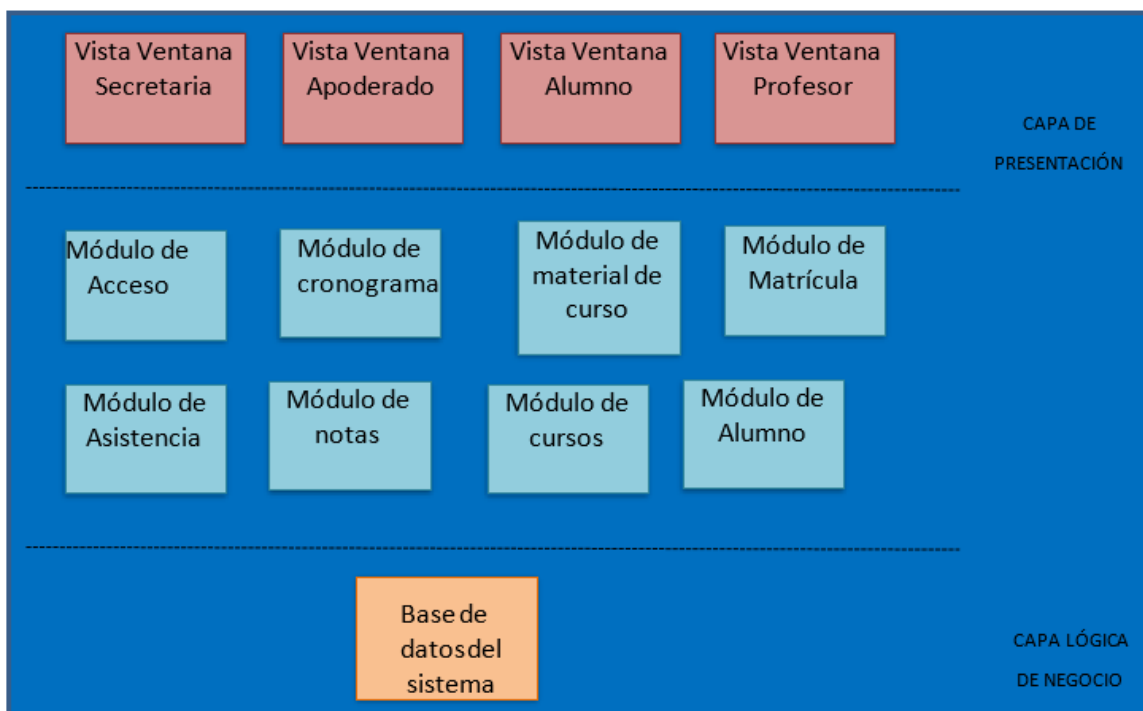 Vista Ventana
Secretaria
Vista Ventana
Apoderado
Vista Ventana
Alumno
Vista Ventana
Profesor
CAPA DE
PRESENTACIÓN
Módulo de
Acceso
Módulo de
cronograma
Módulo de
material de
curso
Módulo de
Matrícula
Módulo de
Asistencia
Módulo de
notas
Módulo de
cursos
Módulo de
Alumno
Base de
datos del
sistema
CAPA LÓGICA
DE NEGOCIO